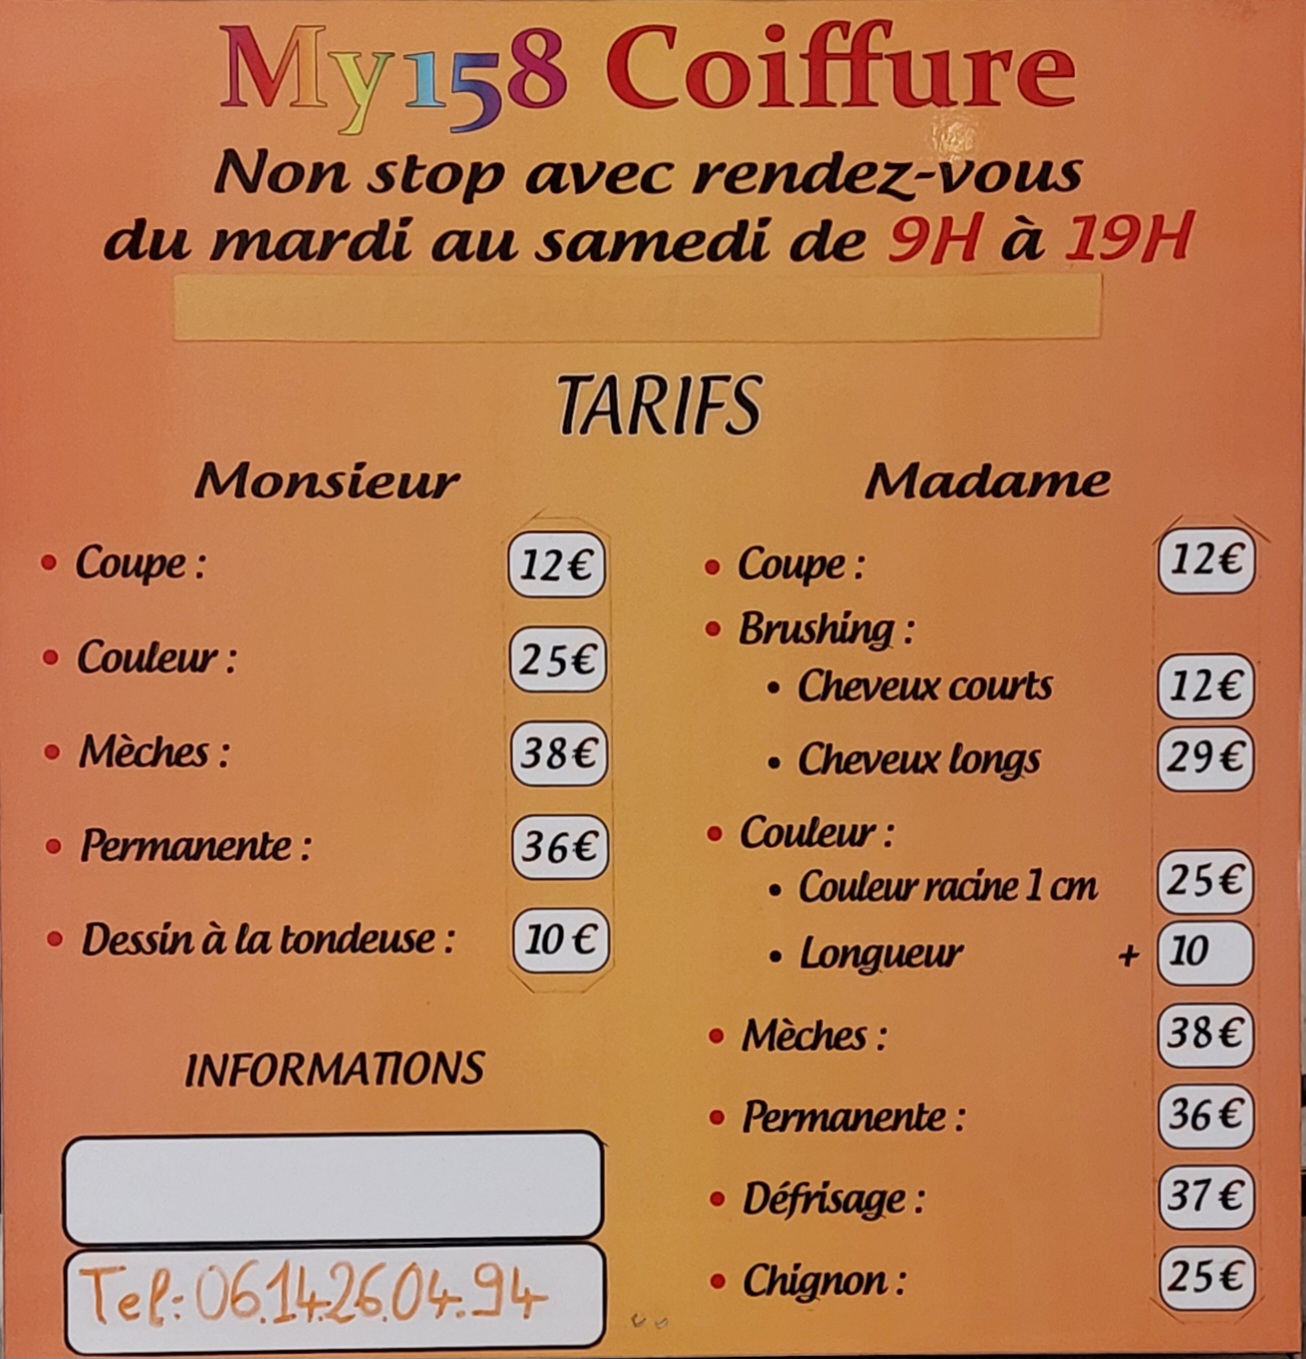 My158 Coiffure
Non stop avec rendez-vous
du mardi au samedi de 9H à 19H
TARIFS
Monsieur
• Coupe : 12€
• Couleur : 25€
• Mèches : 38€
• Permanente : 36€
• Dessin à la tondeuse : 10 €
INFORMATIONS
Tel: 06.14.26.04.94
Madame
• Coupe : 12€
• Brushing :
• Cheveux courts 12€
• Cheveux longs 29€
• Couleur :
• Couleur racine 1 cm 25€
• Longueur + 10
• Mèches : 38€
• Permanente : 36€
• Défrisage : 37€
• Chignon : 25€